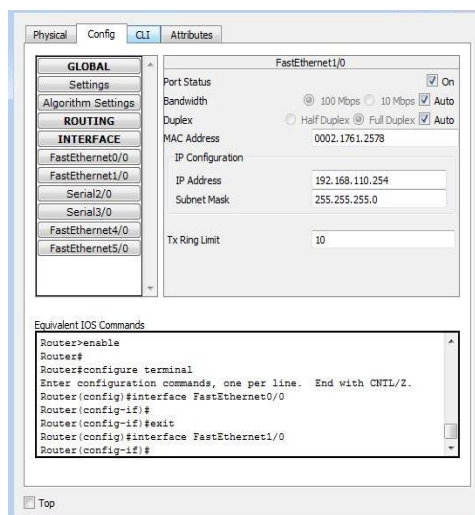 Physical Config CLI Attributes
GLOBAL
Settings
Algorithm Settings
ROUTING
INTERFACE
FastEthernet0/0
FastEthernet1/0
Serial2/0
Serial3/0
FastEthernet4/0
FastEthernet5/0
FastEthernet1/0
Port Status On
Bandwidth 100 Mbps 10 Mbps Auto
Duplex Half Duplex Full Duplex Auto
MAC Address 0002.1761.2578
IP Configuration
IP Address 192.168.110.254
Subnet Mask 255.255.255.0
Tx Ring Limit 10
Equivalent IOS Commands
Router>enable
Router#
Router#configure terminal
Enter configuration commands, one per line. End with CNTL/Z.
Router(config)#interface FastEthernet0/0
Router(config-if)#
Router(config-if)#exit
Router(config)#interface FastEthernet1/0
Router(config-if)#
Top